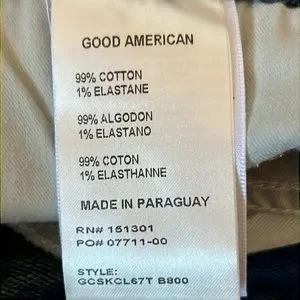 GOOD AMERICAN
99% COTTON
1% ELASTANE
99% ALGODON
1% ELASTANO
99% COTON
1% ELASTHANNE
MADE IN PARAGUAY
RN# 151301
PO# 07711-00
STYLE:
GCSKCL67T B800